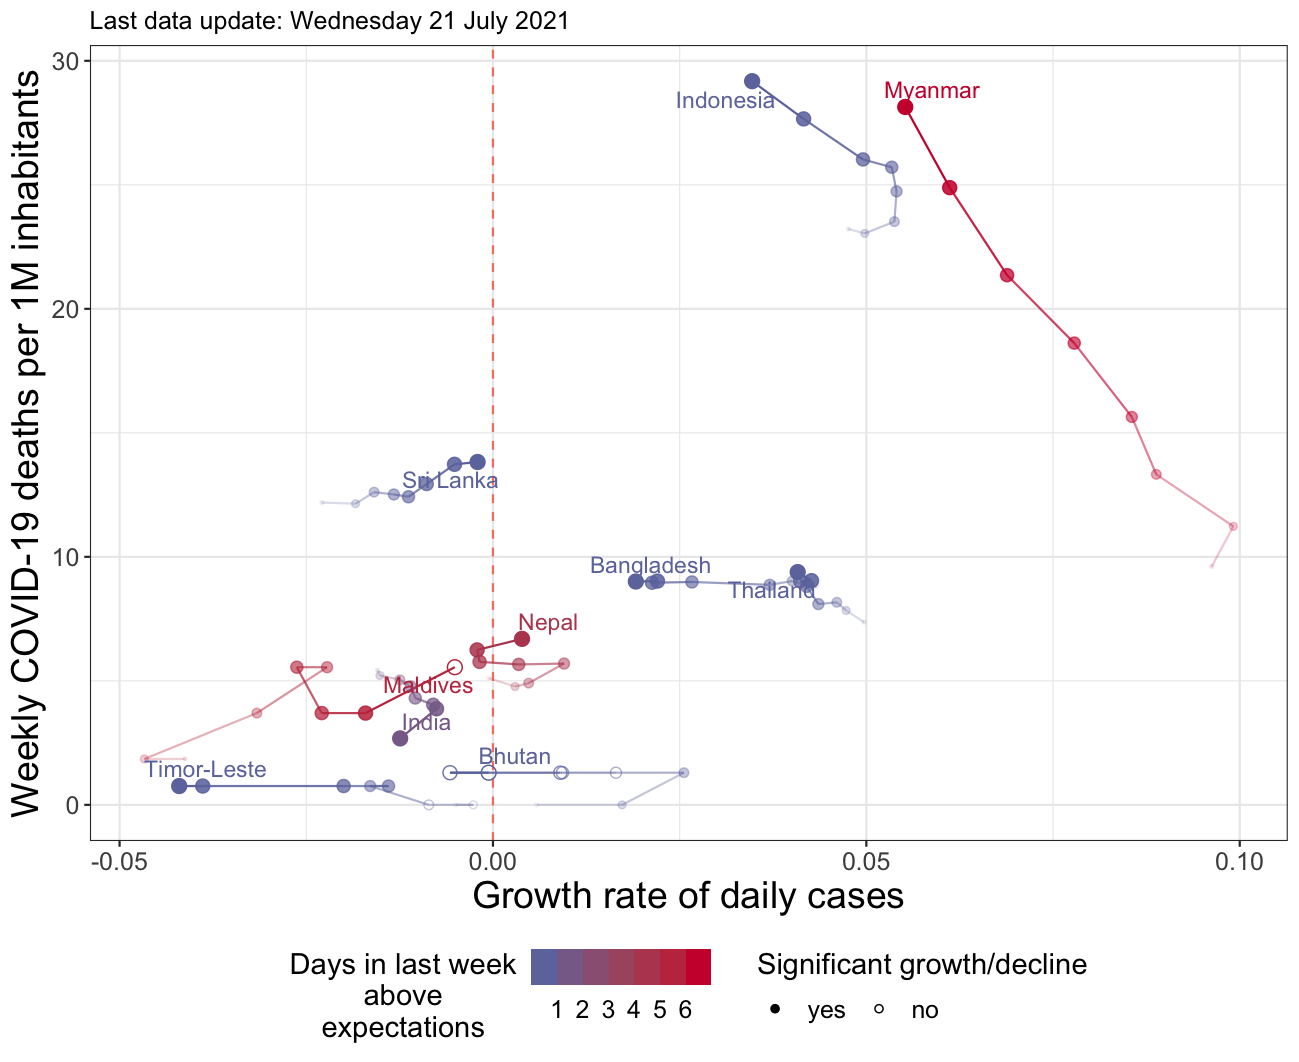 Last data update: Wednesday 21 July 2021
Weekly COVID-19 deaths per 1M inhabitants
30
20
10
0
Indonesia
Myanmar
Sri Lanka
Bangladesh
Thailand
Nepal
Maldives
India
Bhutan
Timor-Leste
-0.05
0.00
0.05
0.10
Growth rate of daily cases
Days in last week
above
expectations
1 2 3 4 5 6
Significant growth/decline
yes
no